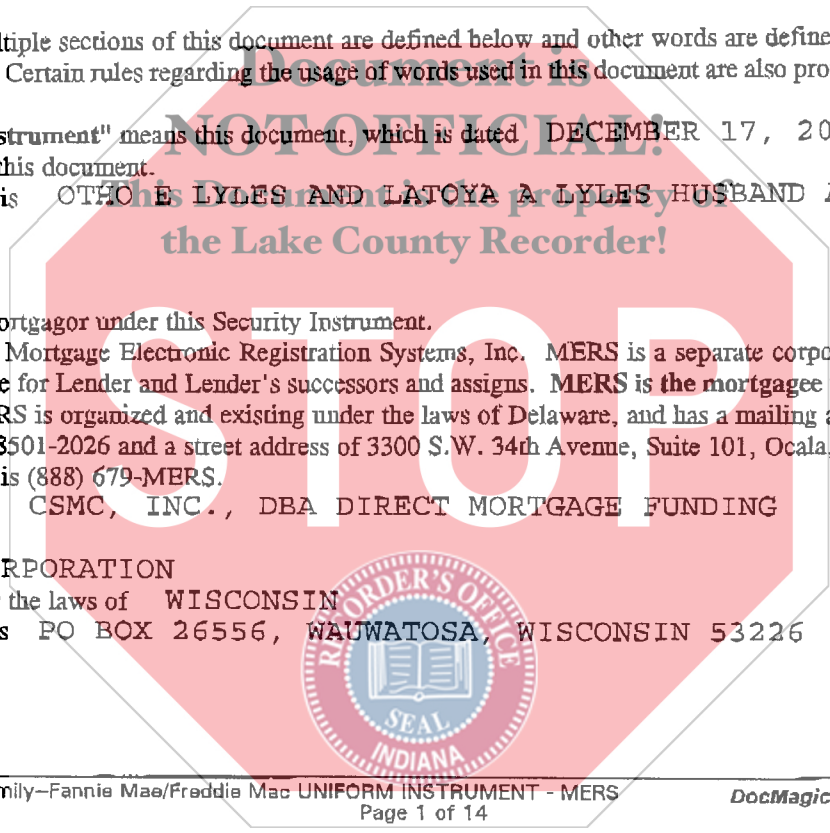 ltiple sections of this document are defined below and other words are define
Certain rules regarding the usage of words used in this document are also pro
Document is
strument" means this document, which is dated DECEMBER 17, 20
NOT OFFICIAL!
this document.
is OTHO E LYLES AND LATOYA A LYLES HUSBAND
This Document is the property of
the Lake County Recorder!
ortgagor under this Security Instrument.
Mortgage Electronic Registration Systems, Inc. MERS is a separate corpo
e for Lender and Lender's successors and assigns. MERS is the mortgagee
RS is organized and existing under the laws of Delaware, and has a mailing a
8501-2026 and a street address of 3300 S.W. 34th Avenue, Suite 101, Ocala,
is (888) 679-MERS.
STOP
CSMC, INC., DBA DIRECT MORTGAGE FUNDING
RPORATION
the laws of WISCONSIN
s PO BOX 26556, WAUWATOSA, WISCONSIN 53226
RECORDER'S OFFICE
SEAL
INDIANA
mily–Fannie Mae/Freddie Mac UNIFORM INSTRUMENT - MERS DocMagic
Page 1 of 14